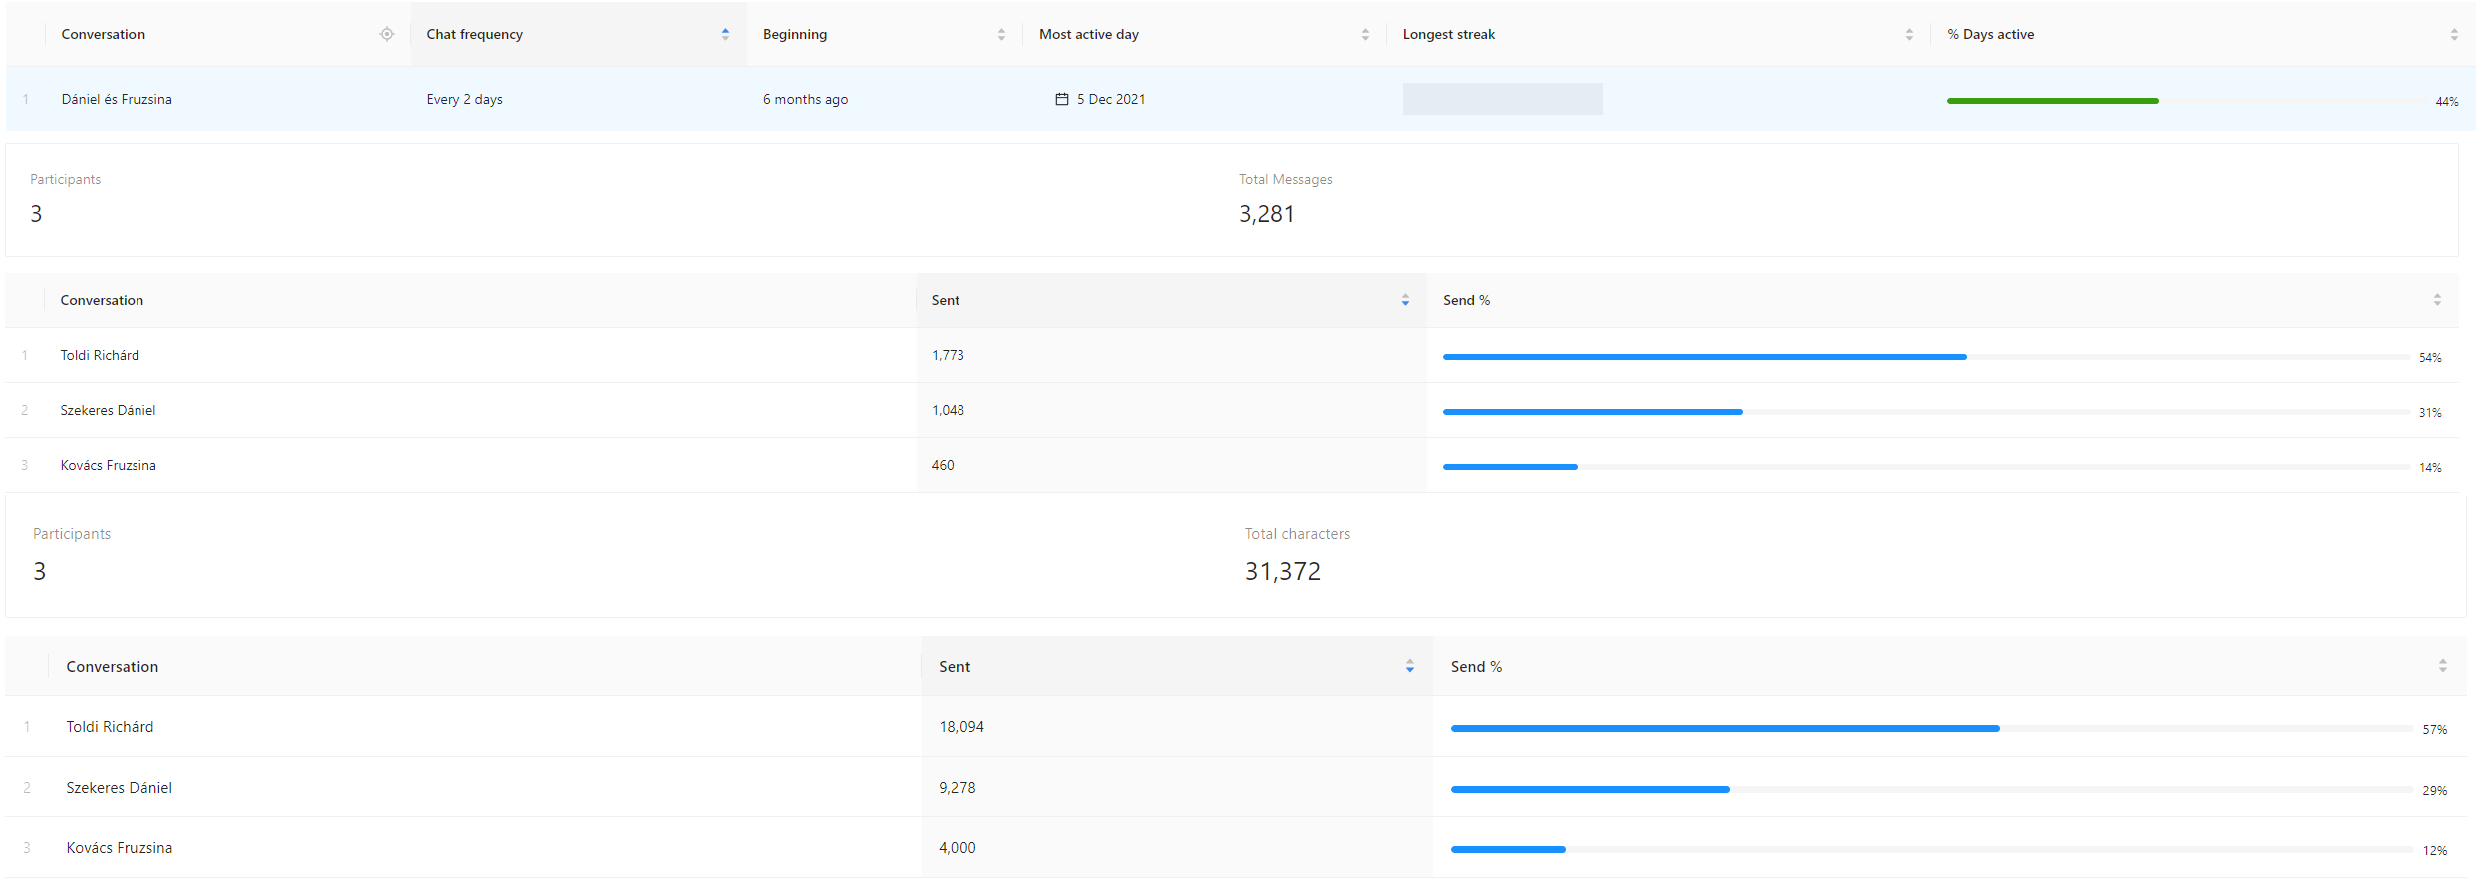 Conversation Chat frequency Beginning Most active day Longest streak % Days active
1 Dániel és Fruzsina Every 2 days 6 months ago 5 Dec 2021 44%
Participants Total Messages
3 3,281
Conversation Sent Send %
1 Toldi Richárd 1,773 54%
2 Szekeres Dániel 1,048 31%
3 Kovács Fruzsina 460 14%
Participants Total characters
3 31,372
Conversation Sent Send %
1 Toldi Richárd 18,094 57%
2 Szekeres Dániel 9,278 29%
3 Kovács Fruzsina 4,000 12%